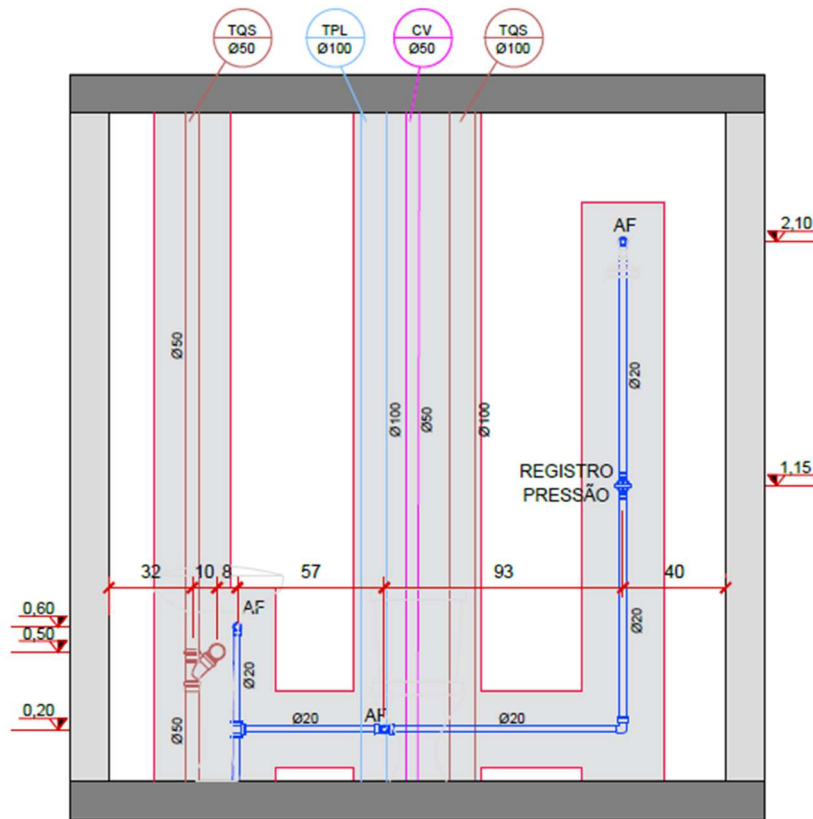 TQS
Ø50
TPL
Ø100
CV
Ø50
TQS
Ø100
AF
2,10
Ø50
Ø20
Ø100
Ø50
Ø100
REGISTRO
PRESSÃO
1,15
32
10
8
57
93
40
0,60
0,50
AF
Ø20
Ø20
0,20
Ø50
Ø20
AF
Ø20